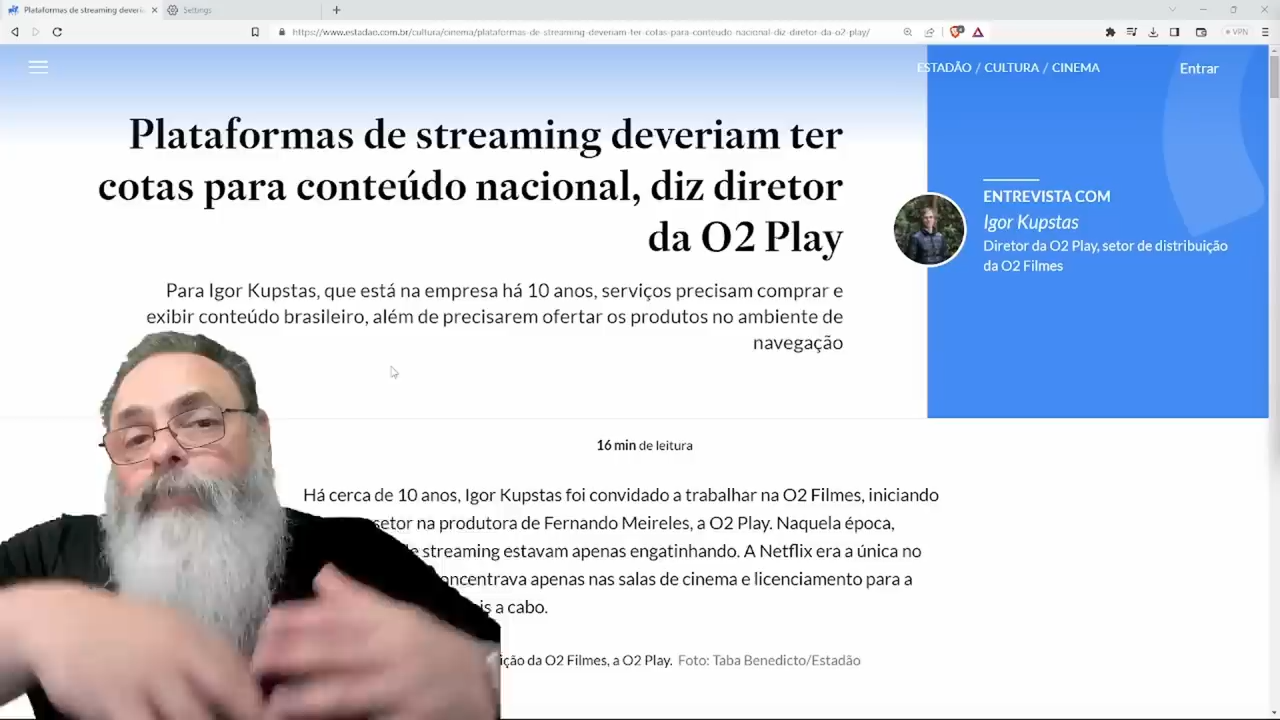 Plataformas de streaming deveria
Settings
https://www.estadao.com.br/cultura/cinema/plataformas-de-streaming-deveriam-ter-cotas-para-conteudo-nacional-diz-diretor-da-o2-play/
VPN
ESTADÃO / CULTURA / CINEMA
Entrar
Plataformas de streaming deveriam ter
cotas para conteúdo nacional, diz diretor
da O2 Play
ENTREVISTA COM
Igor Kupstas
Diretor da O2 Play, setor de distribuição
da O2 Filmes
Para Igor Kupstas, que está na empresa há 10 anos, serviços precisam comprar e
exibir conteúdo brasileiro, além de precisarem ofertar os produtos no ambiente de
navegação
16 min de leitura
Há cerca de 10 anos, Igor Kupstas foi convidado a trabalhar na O2 Filmes, iniciando
setor na produtora de Fernando Meireles, a O2 Play. Naquela época,
streaming estavam apenas engatinhando. A Netflix era a única no
oncentrava apenas nas salas de cinema e licenciamento para a
is a cabo.
ição da O2 Filmes, a O2 Play. Foto: Taba Benedicto/Estadão